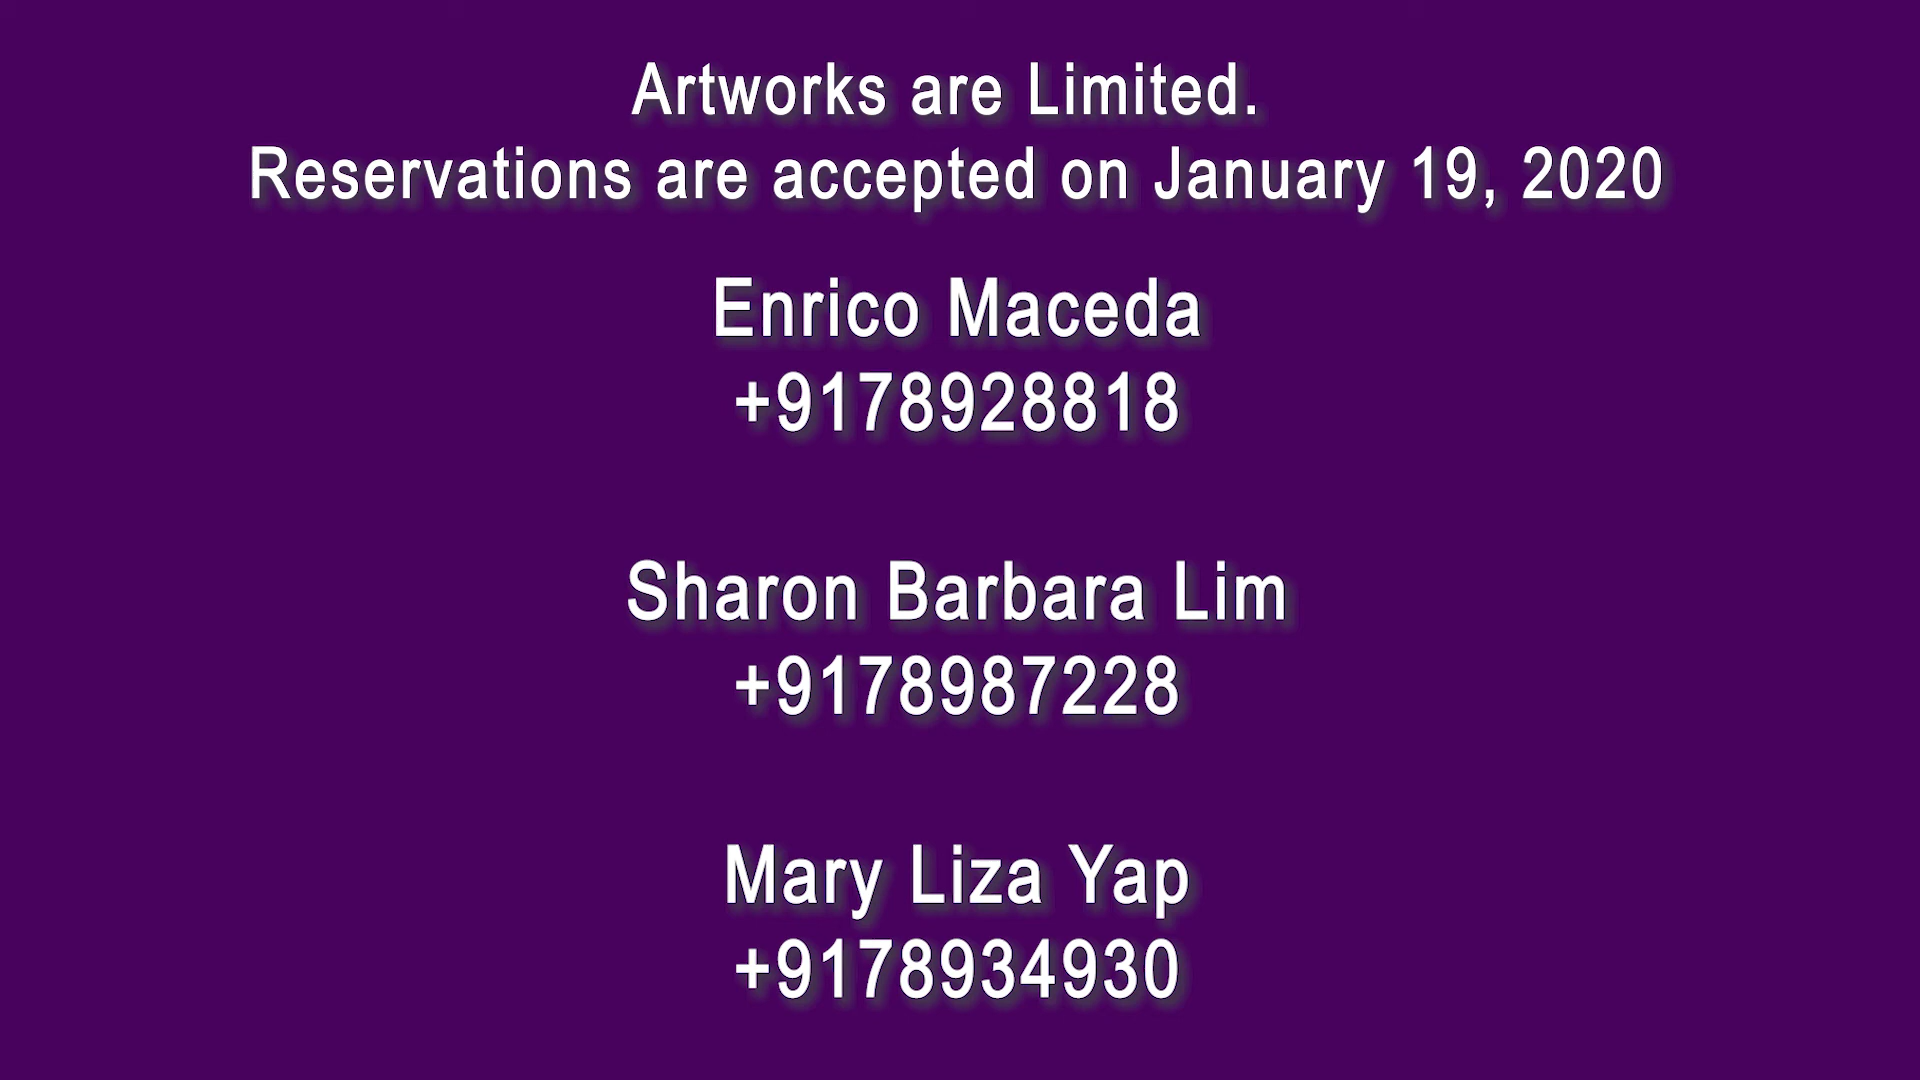 Artworks are Limited.
Reservations are accepted on January 19, 2020
Enrico Maceda
+9178928818
Sharon Barbara Lim
+9178987228
Mary Liza Yap
+9178934930